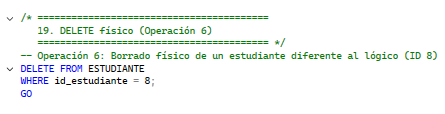 /* ========================================
19. DELETE físico (Operación 6)
======================================== */
-- Operación 6: Borrado físico de un estudiante diferente al lógico (ID 8)
DELETE FROM ESTUDIANTE
WHERE id_estudiante = 8;
GO